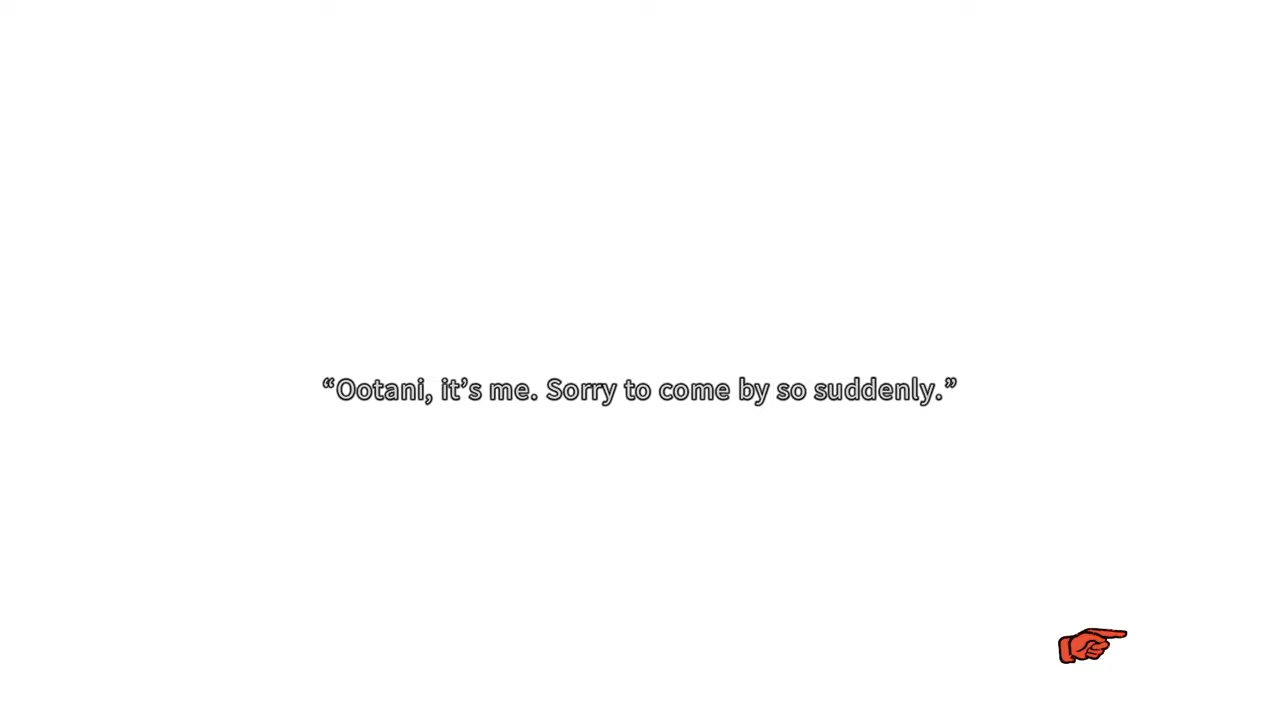 “Ootani, it’s me. Sorry to come by so suddenly.”